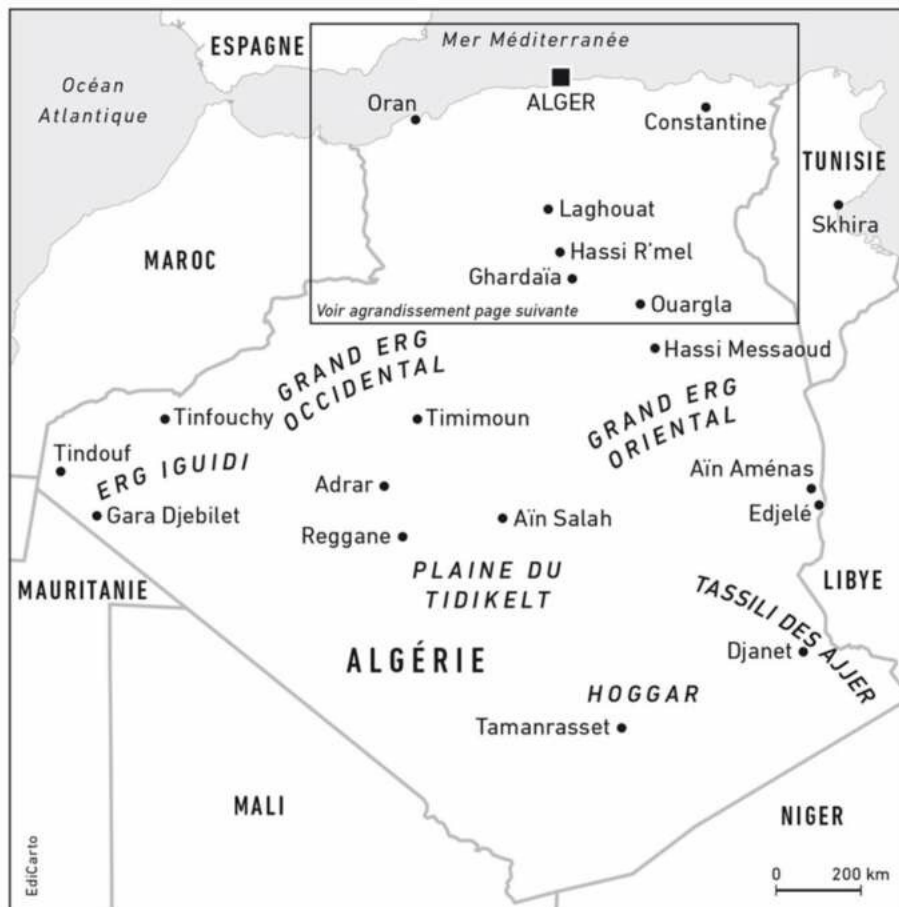 ESPAGNE
Mer Méditerranée
Océan
Atlantique
Oran
ALGER
Constantine
TUNISIE
Skhira
Laghouat
MAROC
Hassi R'mel
Ghardaïa
Ouargla
Voir agrandissement page suivante
Hassi Messaoud
GRAND ERG
OCCIDENTAL
GRAND ERG
ORIENTAL
Tinfouchy
Timimoun
Tindouf
ERG IGUIDI
Aïn Aménas
Adrar
Gara Djebilet
Aïn Salah
Edjelé
Reggane
PLAINE DU
TIDIKELT
MAURITANIE
LIBYE
TASSILI DES AJJER
ALGÉRIE
Djanet
HOGGAR
Tamanrasset
MALI
NIGER
EdiCarto
0 200 km